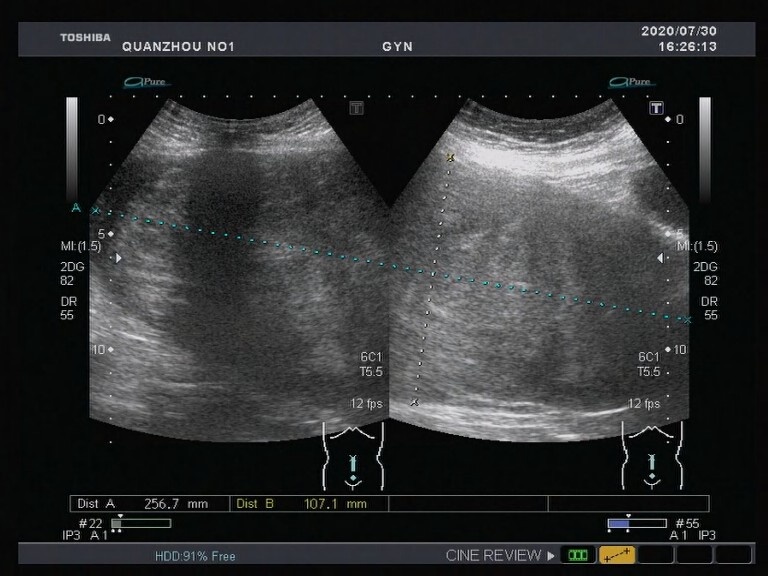 TOSHIBA
QUANZHOU NO1
GYN
2020/07/30
16:26:13
aPure
aPure
T
T
0
0
A
5
5
MI:(1.5)
MI:(1.5)
2DG
82
2DG
82
DR
55
DR
55
10
10
6C1
T5.5
6C1
T5.5
12 fps
12 fps
Dist A 256.7 mm
Dist B 107.1 mm
#22
#55
IP3 A 1
A 1 IP3
HDD:91% Free
CINE REVIEW